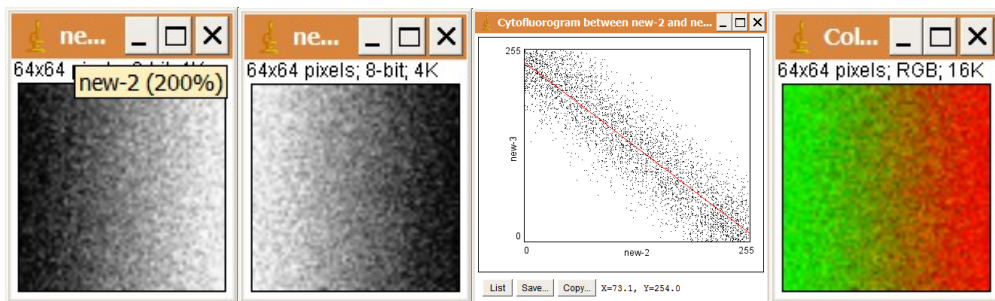 ne...
64x64
new-2 (200%)
ne...
64x64 pixels; 8-bit; 4K
Cytofluorogram between new-2 and ne...
255
new-3
0
0
new-2
255
List
Save...
Copy...
X=73.1, Y=254.0
Col...
64x64 pixels; RGB; 16K